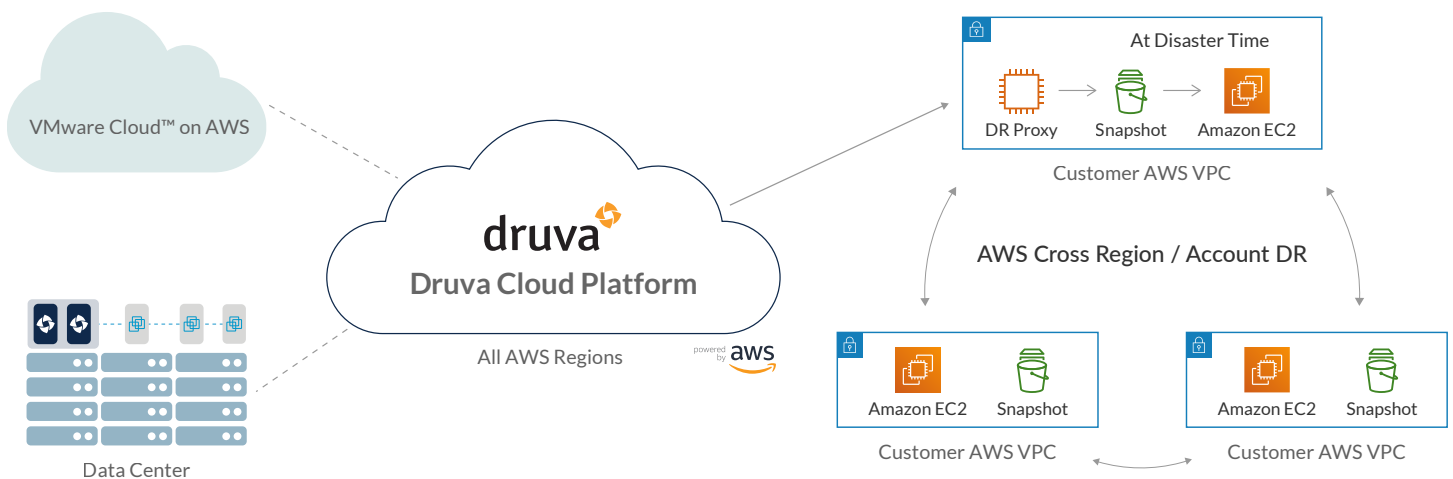 VMware Cloud™ on AWS
Data Center
druva
Druva Cloud Platform
All AWS Regions
powered
by
aws
At Disaster Time
DR Proxy
Snapshot
Amazon EC2
Customer AWS VPC
AWS Cross Region / Account DR
Amazon EC2
Snapshot
Customer AWS VPC
Amazon EC2
Snapshot
Customer AWS VPC